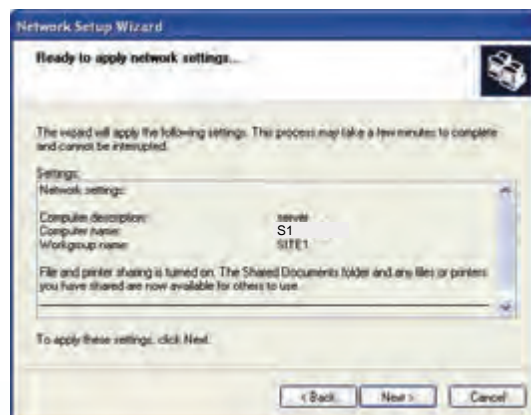 Network Setup Wizard
Ready to apply network settings...
The wizard will apply the following settings. This process may take a few minutes to complete
and cannot be interrupted.
Settings:
Network settings:
Computer description: server
Computer name: S1
Workgroup name: SITE1
File and printer sharing is turned on. The Shared Documents folder and any files or printers
you have shared are now available for others to use.
To apply these settings, click Next.
< Back
Next >
Cancel